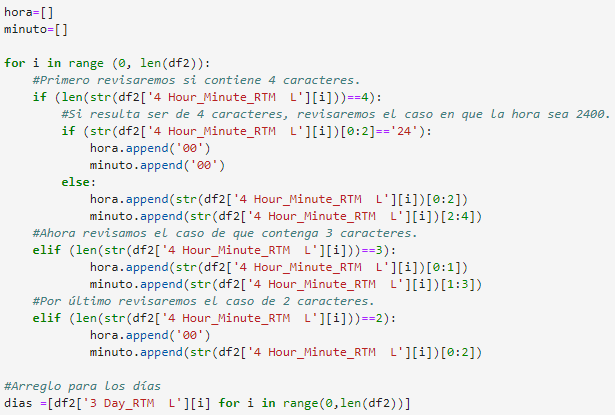 hora=[]
minuto=[]

for i in range (0, len(df2)):
    #Primero revisaremos si contiene 4 caracteres.
    if (len(str(df2['4 Hour_Minute_RTM  L'][i]))==4):
        #Si resulta ser de 4 caracteres, revisaremos el caso en que la hora sea 2400.
        if (str(df2['4 Hour_Minute_RTM  L'][i])[0:2]=='24'):
            hora.append('00')
            minuto.append('00')
        else:
            hora.append(str(df2['4 Hour_Minute_RTM  L'][i])[0:2])
            minuto.append(str(df2['4 Hour_Minute_RTM  L'][i])[2:4])
    #Ahora revisamos el caso de que contenga 3 caracteres.
    elif (len(str(df2['4 Hour_Minute_RTM  L'][i]))==3):
            hora.append(str(df2['4 Hour_Minute_RTM  L'][i])[0:1])
            minuto.append(str(df2['4 Hour_Minute_RTM  L'][i])[1:3])
    #Por último revisaremos el caso de 2 caracteres.
    elif (len(str(df2['4 Hour_Minute_RTM  L'][i]))==2):
            hora.append('00')
            minuto.append(str(df2['4 Hour_Minute_RTM  L'][i])[0:2])

#Arreglo para los días
dias =[df2['3 Day_RTM  L'][i] for i in range(0,len(df2))]